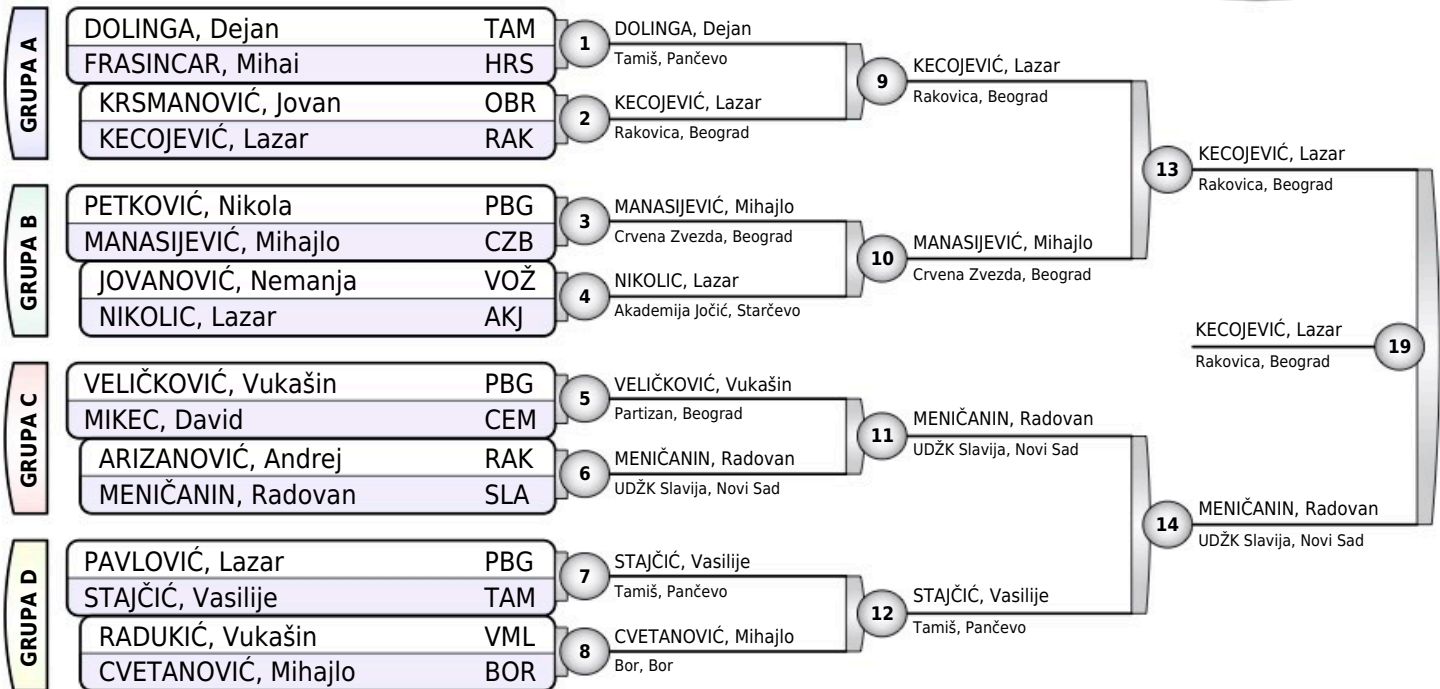 GRUPA A
DOLINGA, Dejan TAM
FRASINCAR, Mihai HRS
KRSMANOVIĆ, Jovan OBR
KECOJEVIĆ, Lazar RAK
GRUPA B
PETKOVIĆ, Nikola PBG
MANASIJEVIĆ, Mihajlo CZB
JOVANOVIĆ, Nemanja VOŽ
NIKOLIC, Lazar AKJ
GRUPA C
VELIČKOVIĆ, Vukašin PBG
MIKEC, David CEM
ARIZANOVIĆ, Andrej RAK
MENIČANIN, Radovan SLA
GRUPA D
PAVLOVIĆ, Lazar PBG
STAJČIĆ, Vasilije TAM
RADUKIĆ, Vukašin VML
CVETANOVIĆ, Mihajlo BOR
1
DOLINGA, Dejan
Tamiš, Pančevo
2
KECOJEVIĆ, Lazar
Rakovica, Beograd
3
MANASIJEVIĆ, Mihajlo
Crvena Zvezda, Beograd
4
NIKOLIC, Lazar
Akademija Jočić, Starčevo
5
VELIČKOVIĆ, Vukašin
Partizan, Beograd
6
MENIČANIN, Radovan
UDŽK Slavija, Novi Sad
7
STAJČIĆ, Vasilije
Tamiš, Pančevo
8
CVETANOVIĆ, Mihajlo
Bor, Bor
9
KECOJEVIĆ, Lazar
Rakovica, Beograd
10
MANASIJEVIĆ, Mihajlo
Crvena Zvezda, Beograd
11
MENIČANIN, Radovan
UDŽK Slavija, Novi Sad
12
STAJČIĆ, Vasilije
Tamiš, Pančevo
13
KECOJEVIĆ, Lazar
Rakovica, Beograd
14
MENIČANIN, Radovan
UDŽK Slavija, Novi Sad
KECOJEVIĆ, Lazar
Rakovica, Beograd
19